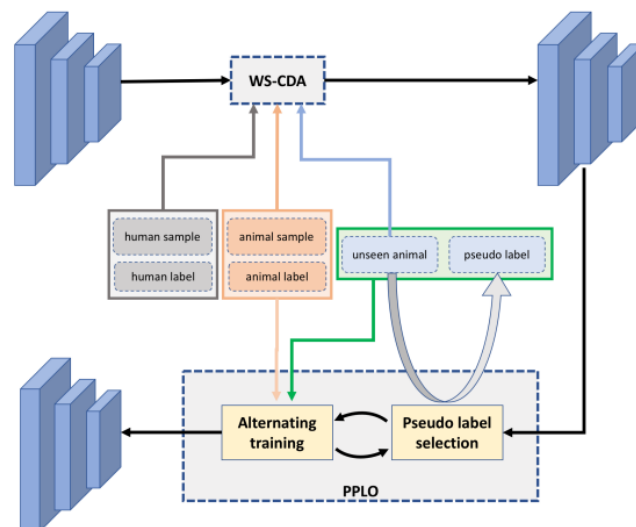 WS-CDA
human sample
human label
animal sample
animal label
unseen animal
pseudo label
Alternating
training
Pseudo label
selection
PPLO